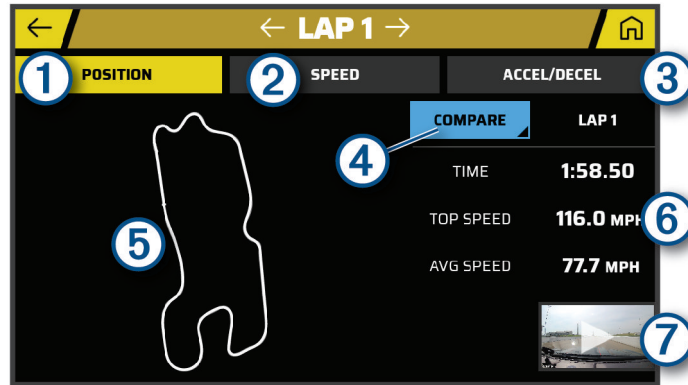 ← LAP 1 →
1 POSITION 2 SPEED ACCEL/DECEL 3
COMPARE LAP 1
4
TIME 1:58.50
TOP SPEED 116.0 MPH 6
5
AVG SPEED 77.7 MPH
7